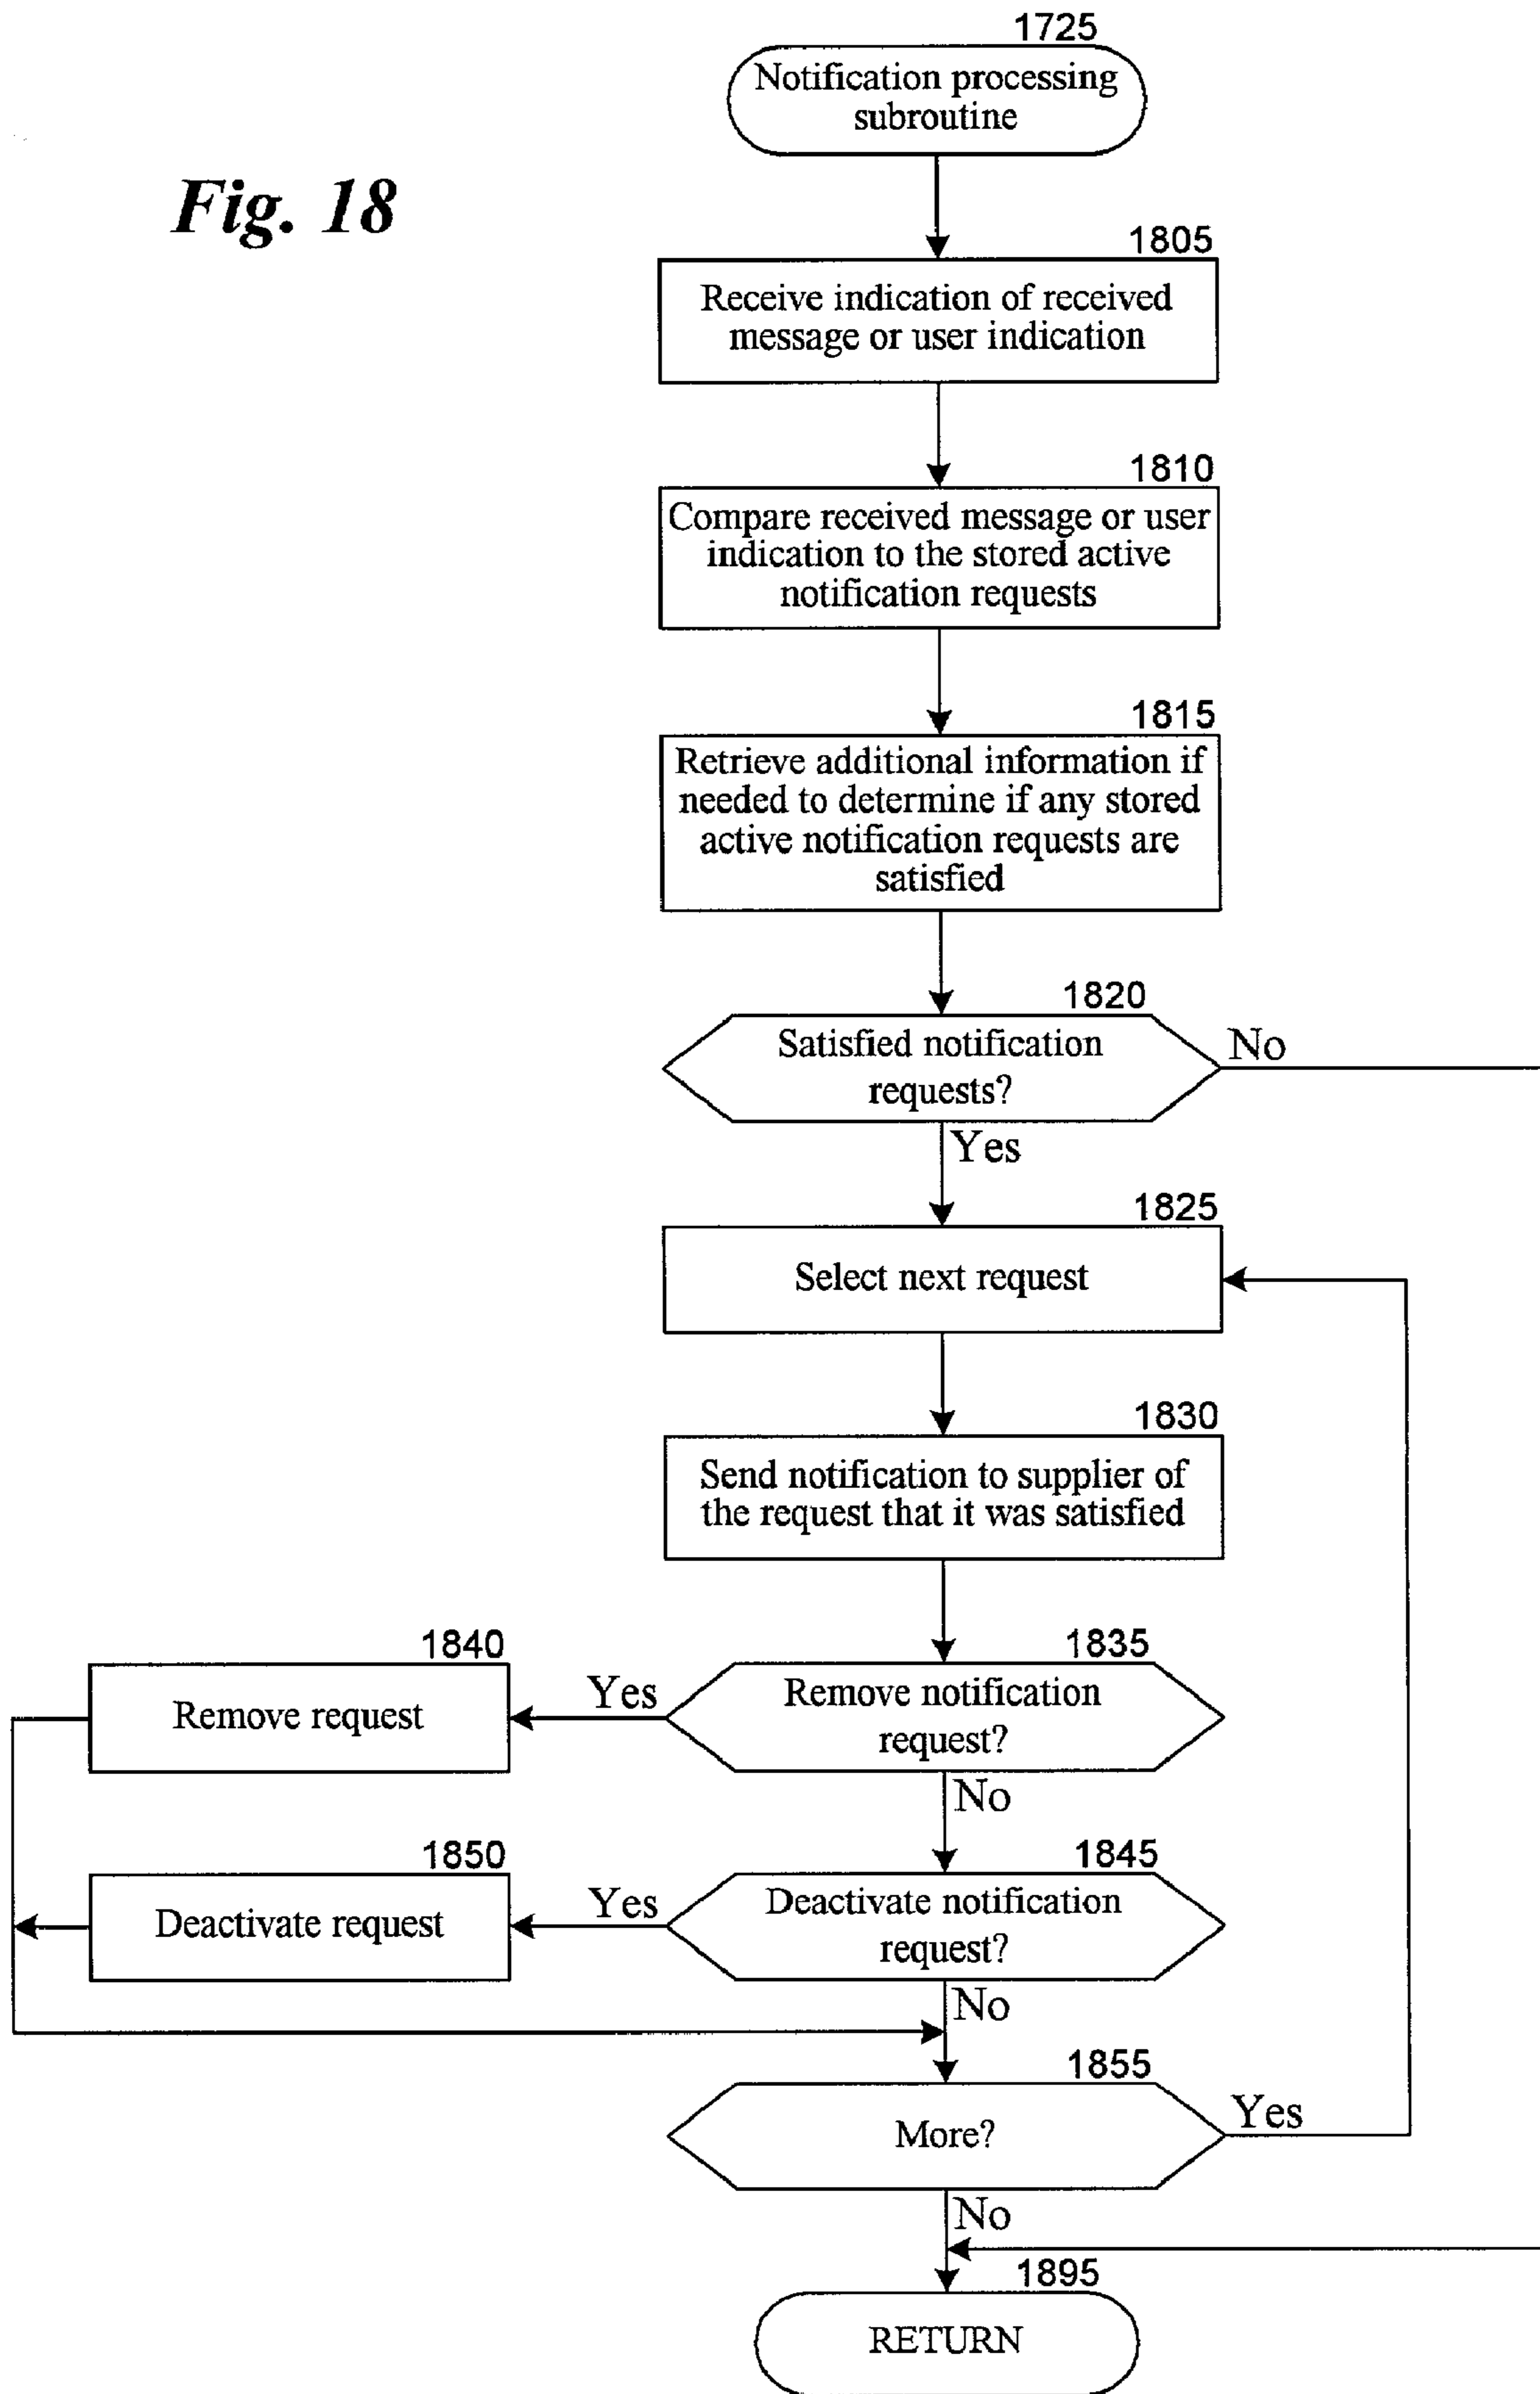 1725
Notification processing
subroutine
Fig. 18
1805
Receive indication of received
message or user indication
1810
Compare received message or user
indication to the stored active
notification requests
1815
Retrieve additional information if
needed to determine if any stored
active notification requests are
satisfied
1820
Satisfied notification
requests?
No
Yes
1825
Select next request
1830
Send notification to supplier of
the request that it was satisfied
1835
Remove notification
request?
Yes
1840
Remove request
No
1845
Deactivate notification
request?
Yes
1850
Deactivate request
No
1855
More?
Yes
No
1895
RETURN